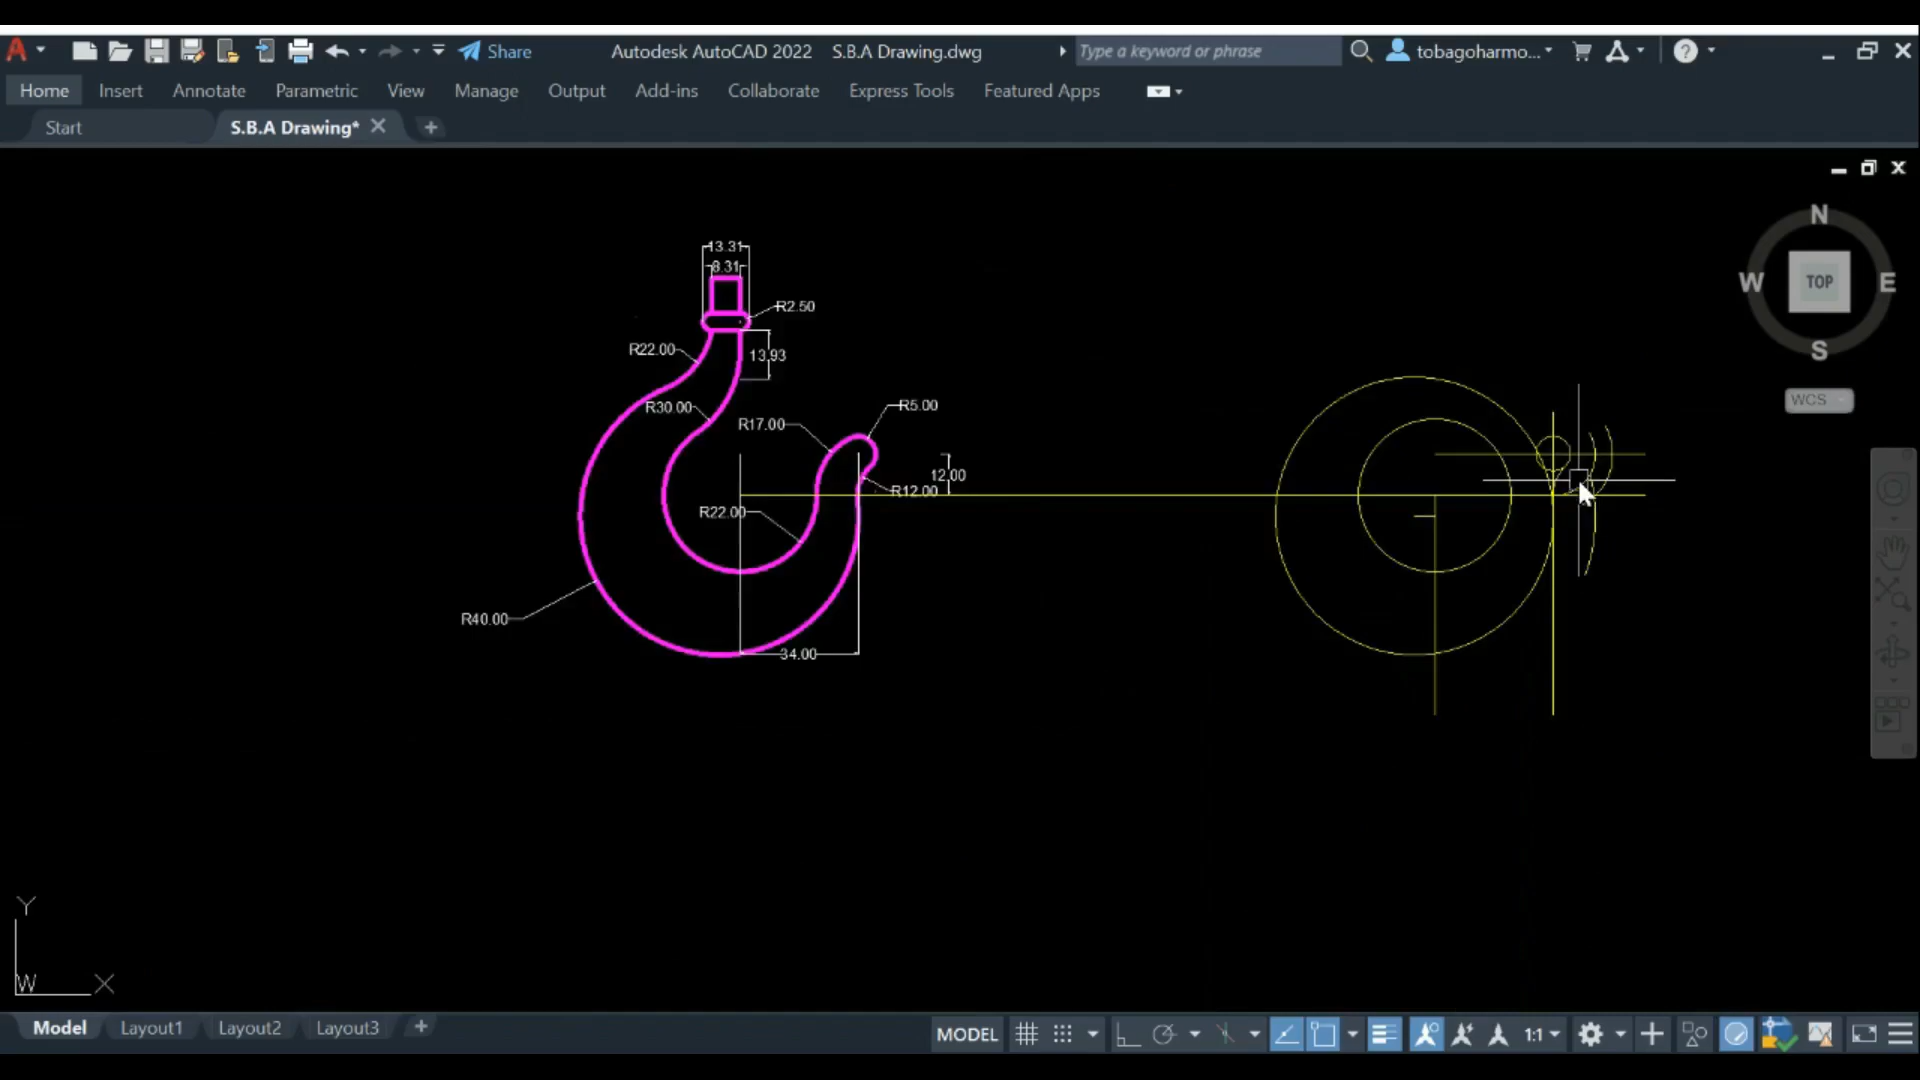 Share
Autodesk AutoCAD 2022 S.B.A Drawing.dwg
Type a keyword or phrase
tobagoharmo...
Home Insert Annotate Parametric View Manage Output Add-ins Collaborate Express Tools Featured Apps
Start S.B.A Drawing*
N
W TOP E
S
WCS
13.31
8.31
R2.50
R22.00
13.93
R30.00
R5.00
R17.00
12.00
R12.00
R22.00
R40.00
34.00
Y
W X
Model Layout1 Layout2 Layout3
MODEL 1:1